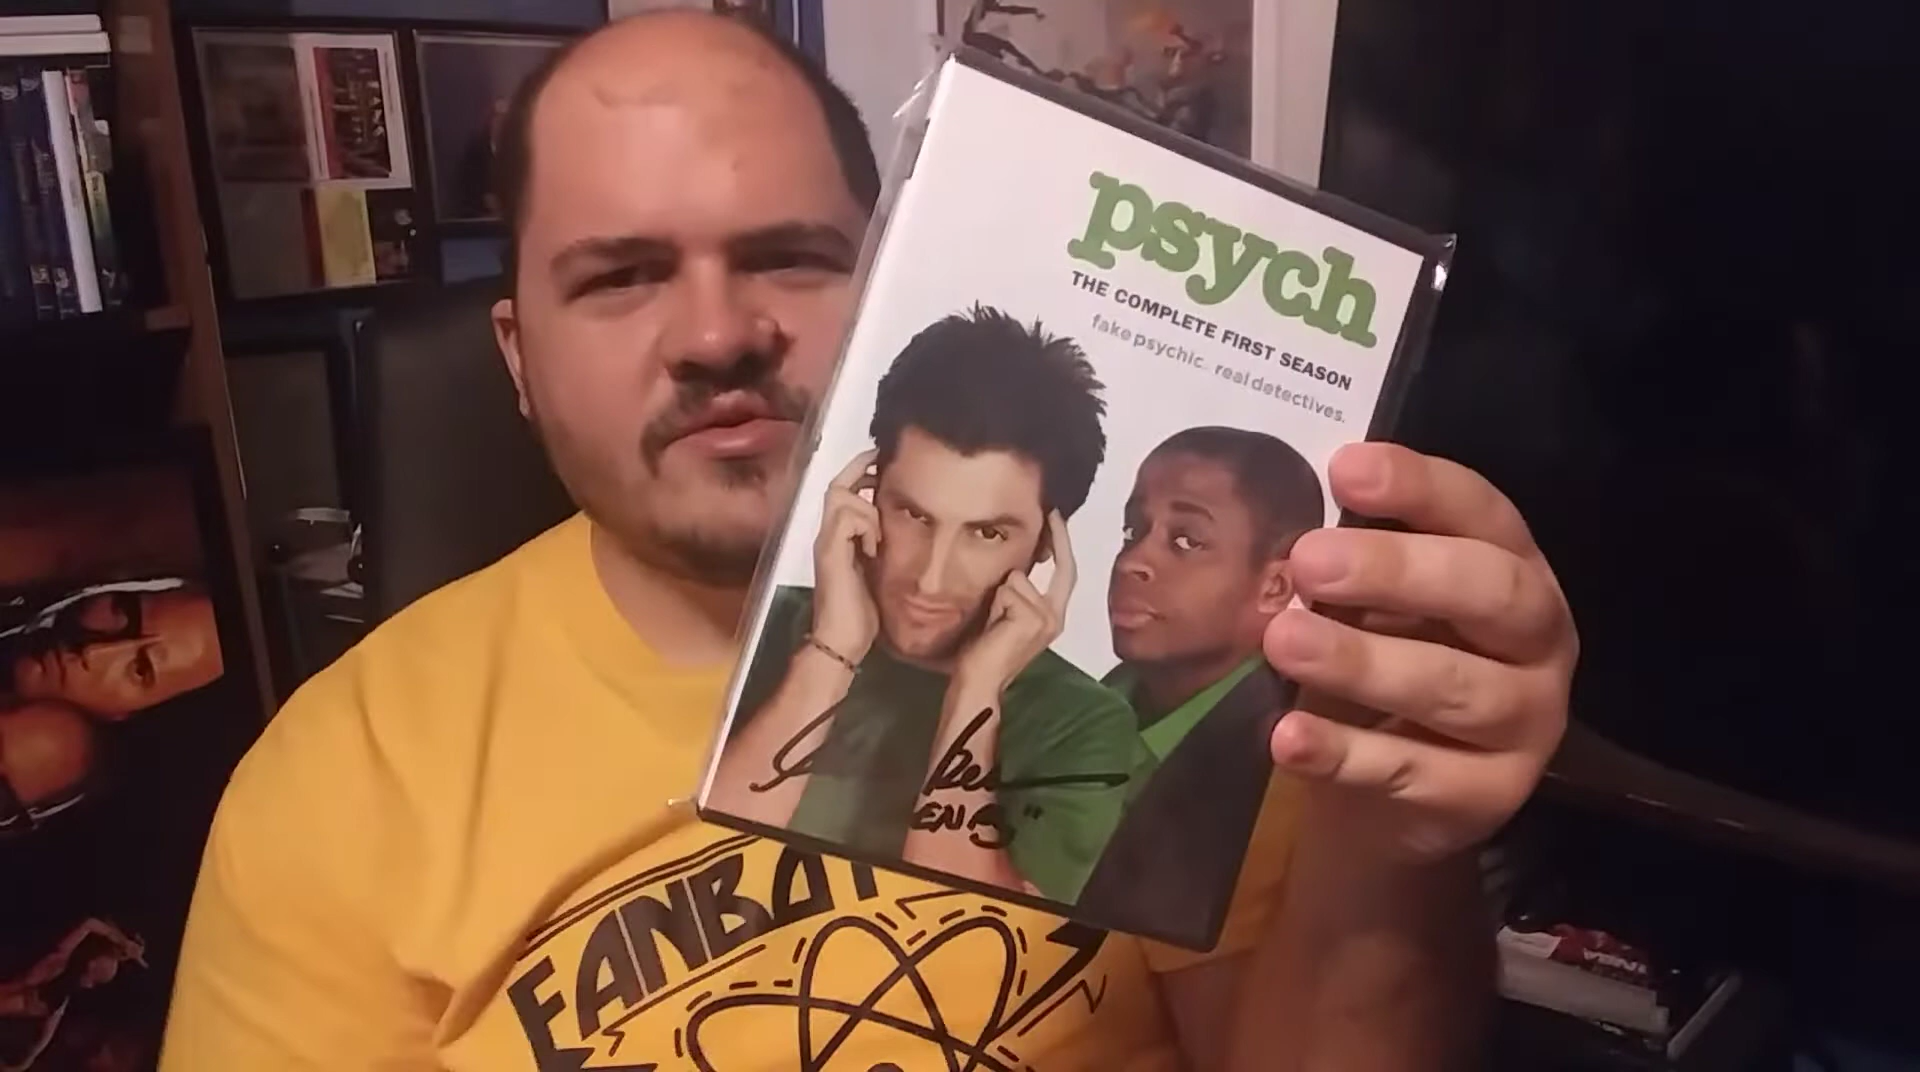 psych
THE COMPLETE FIRST SEASON
fake psychic. real detectives.
FANBOY